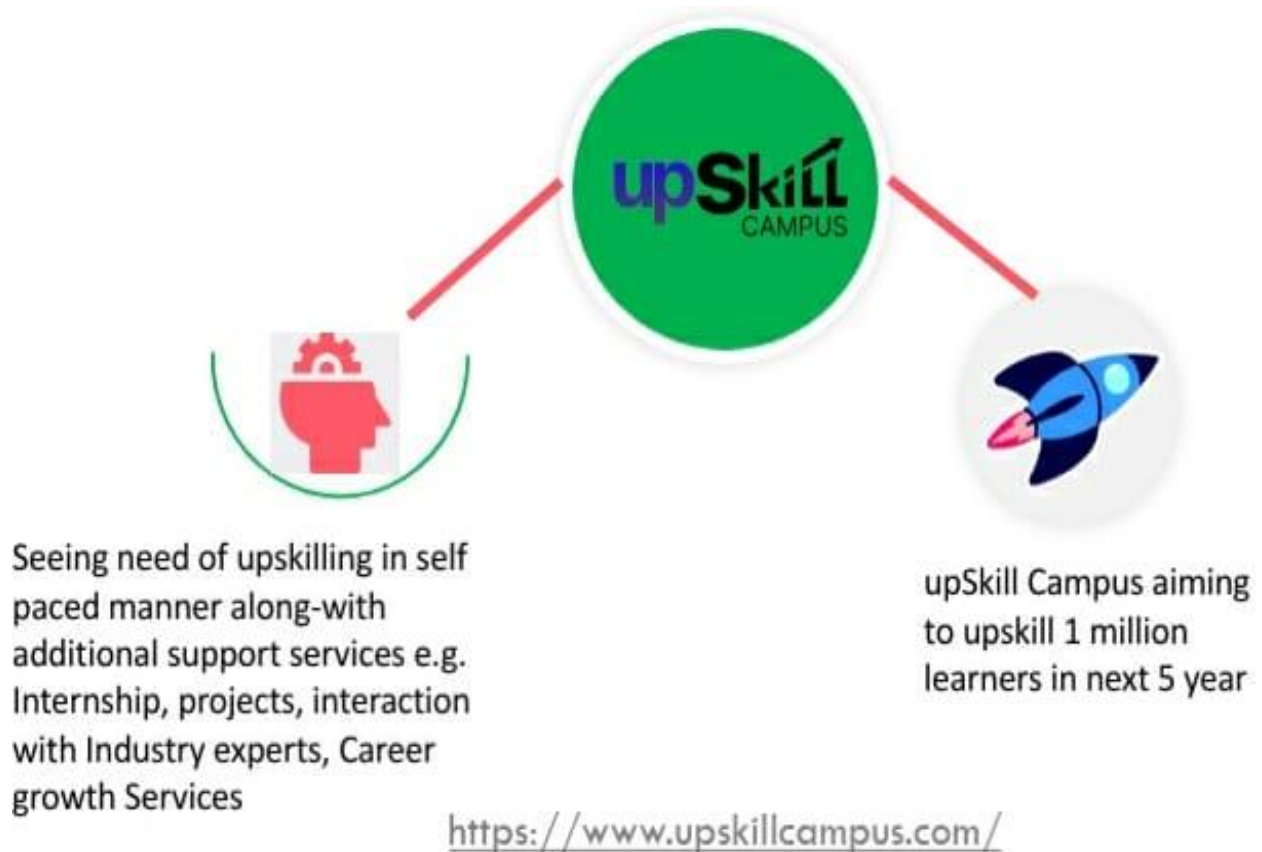 upSkill
CAMPUS
Seeing need of upskilling in self
paced manner along-with
additional support services e.g.
Internship, projects, interaction
with Industry experts, Career
growth Services
upSkill Campus aiming
to upskill 1 million
learners in next 5 year
https://www.upskillcampus.com/